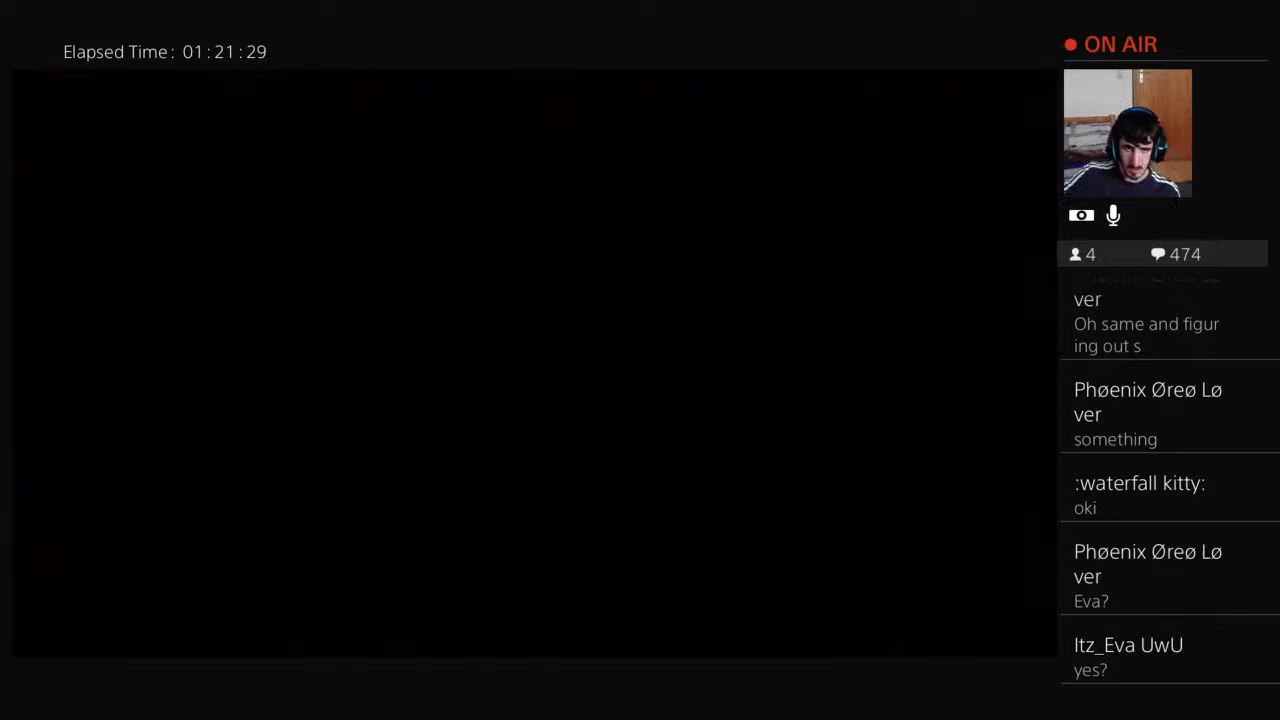 Elapsed Time: 01:21:29
ON AIR
4 474
ver
Oh same and figur
ing out s
Phøenix Øreø Lø
ver
something
:waterfall kitty:
oki
Phøenix Øreø Lø
ver
Eva?
Itz_Eva UwU
yes?